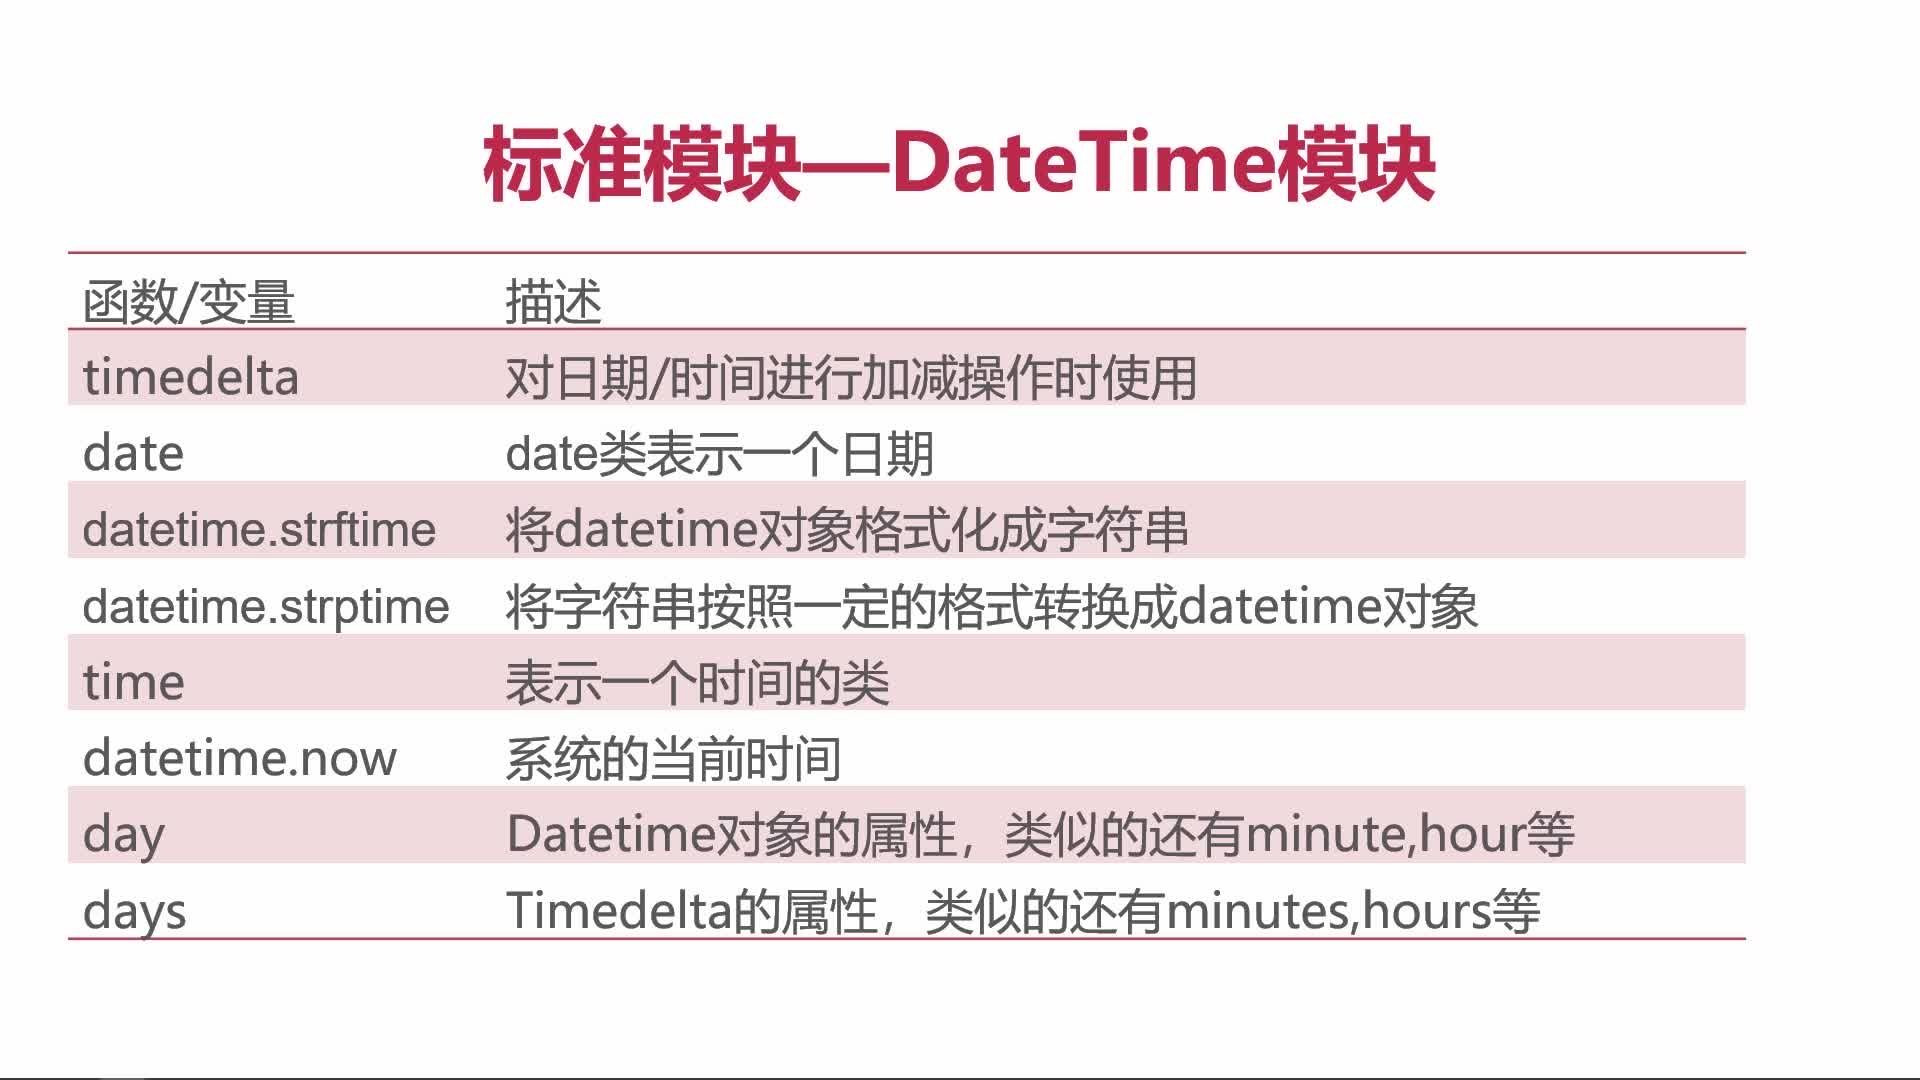 标准模块—DateTime模块
函数/变量 描述
timedelta 对日期/时间进行加减操作时使用
date date类表示一个日期
datetime.strftime 将datetime对象格式化成字符串
datetime.strptime 将字符串按照一定的格式转换成datetime对象
time 表示一个时间的类
datetime.now 系统的当前时间
day Datetime对象的属性，类似的还有minute,hour等
days Timedelta的属性，类似的还有minutes,hours等